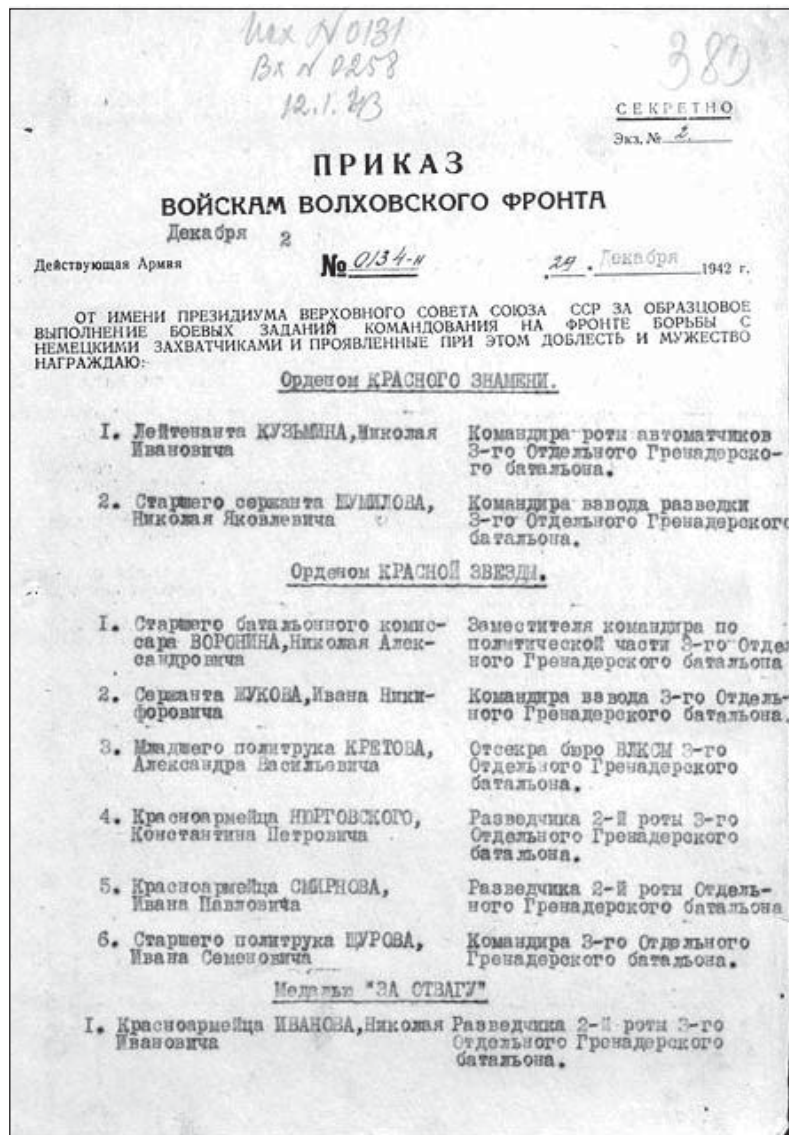 Исх N 0131
Вх N 0258
12.1.43
383
СЕКРЕТНО
Экз. № 2.
ПРИКАЗ
ВОЙСКАМ ВОЛХОВСКОГО ФРОНТА
Декабря 2
Действующая Армия № 0134-н „29„ Декабря 1942 г.
ОТ ИМЕНИ ПРЕЗИДИУМА ВЕРХОВНОГО СОВЕТА СОЮЗА ССР ЗА ОБРАЗЦОВОЕ
ВЫПОЛНЕНИЕ БОЕВЫХ ЗАДАНИЙ КОМАНДОВАНИЯ НА ФРОНТЕ БОРЬБЫ С
НЕМЕЦКИМИ ЗАХВАТЧИКАМИ И ПРОЯВЛЕННЫЕ ПРИ ЭТОМ ДОБЛЕСТЬ И МУЖЕСТВО
НАГРАЖДАЮ:
Орденом КРАСНОГО ЗНАМЕНИ.
I. Лейтенанта КУЗЬМИНА, Николая Командира роты автоматчиков
Ивановича 3-го Отдельного Гренадерско-
го батальона.
2. Старшего сержанта ШУМИЛОВА, Командира взвода разведки
Николая Яковлевича 3-го Отдельного Гренадерского
батальона.
Орденом КРАСНОЙ ЗВЕЗДЫ.
I. Старшего батальонного комис- Заместителя командира по
сара ВОРОНИНА, Николая Алек- политической части 3-го Отдел
сандровича ного Гренадерского батальона
2. Сержанта ЖУКОВА, Ивана Ники- Командира взвода 3-го Отдель-
форовича ного Гренадерского батальона.
3. Младшего политрука КРЕТОВА, Отсекра бюро ВЛКСМ 3-го
Александра Васильевича Отдельного Гренадерского
батальона.
4. Красноармейца НЮРГОВСКОГО, Разведчика 2-й роты 3-го
Константина Петровича Отдельного Гренадерского
батальона.
5. Красноармейца СМИРНОВА, Разведчика 2-й роты Отдель-
Ивана Павловича ного Гренадерского батальона
6. Старшего политрука ЩУРОВА, Командира 3-го Отдельного
Ивана Семеновича Гренадерского батальона.
Медалью "ЗА ОТВАГУ"
I. Красноармейца ИВАНОВА, Николая Разведчика 2-й роты 3-го
Ивановича Отдельного Гренадерского
батальона.